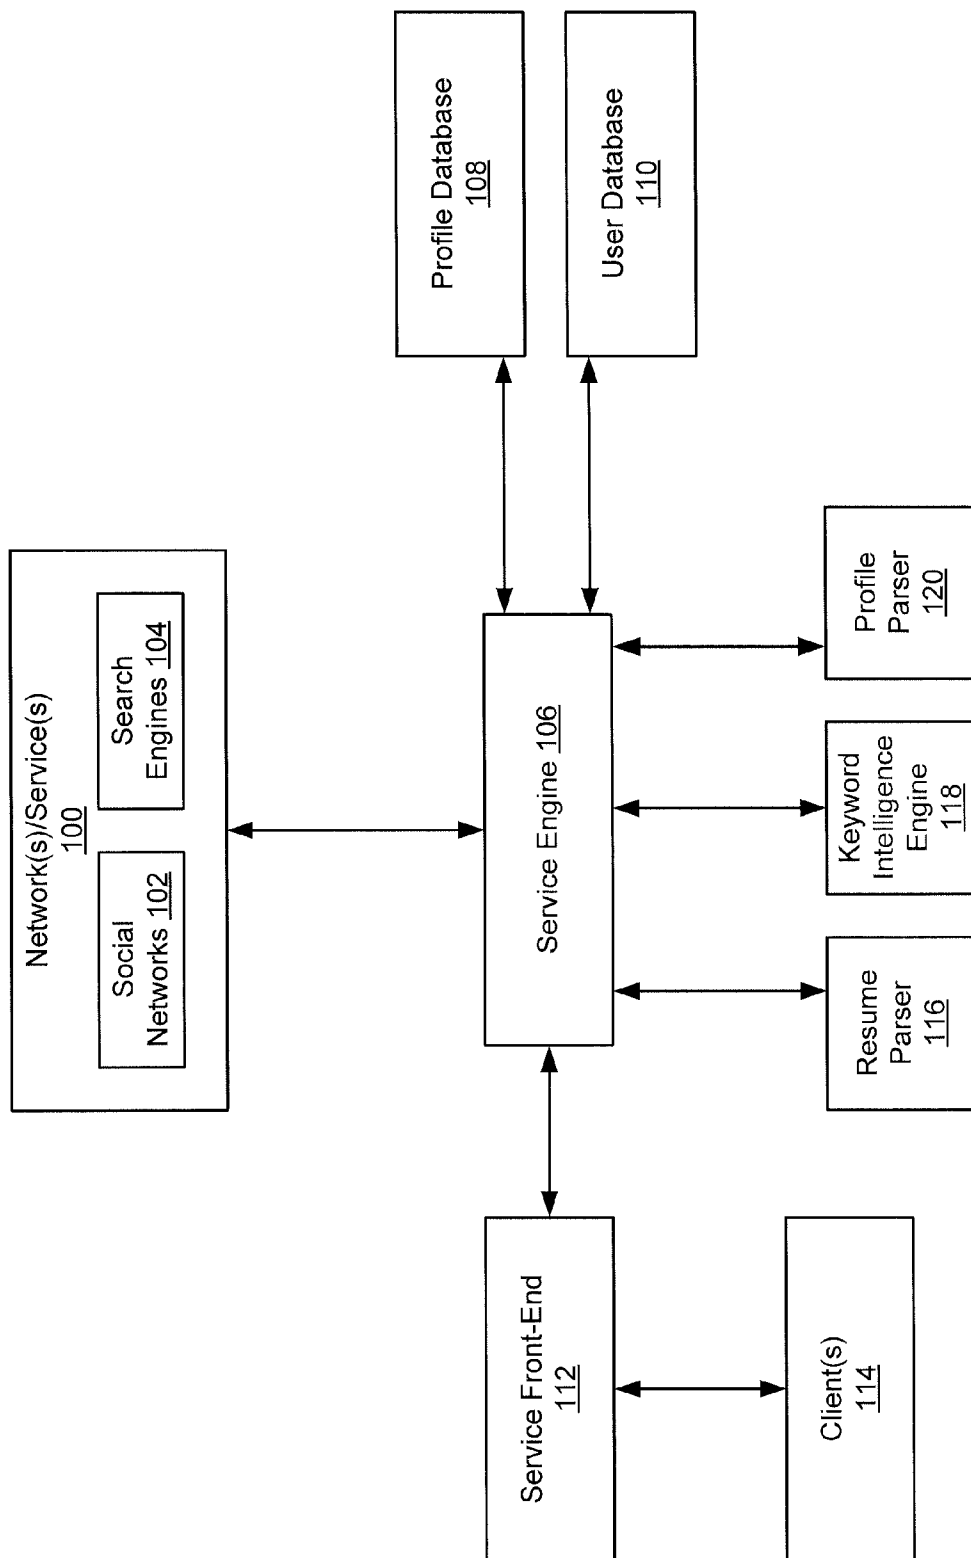 Network(s)/Service(s)
100
Social
Networks 102
Search
Engines 104
Profile Database
108
User Database
110
Service Engine 106
Service Front-End
112
Client(s)
114
Resume
Parser
116
Keyword
Intelligence
Engine
118
Profile
Parser
120